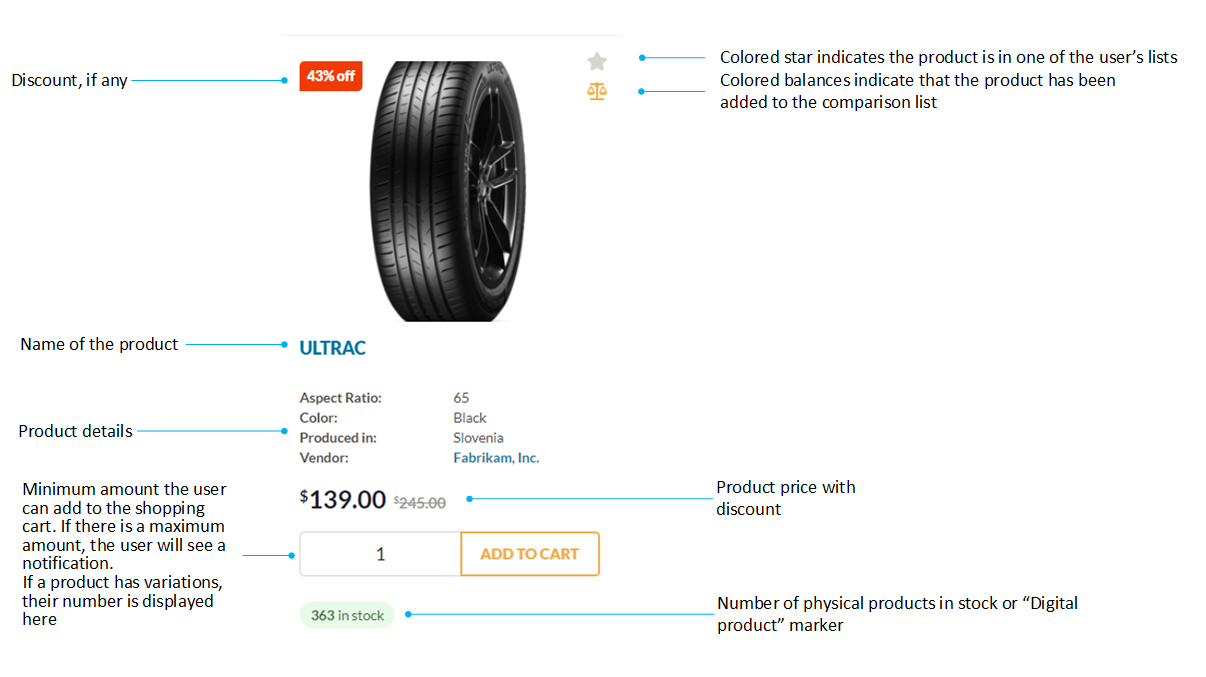 Discount, if any
43% off
Colored star indicates the product is in one of the user’s lists
Colored balances indicate that the product has been
added to the comparison list
Name of the product
ULTRAC
Product details
Aspect Ratio: 65
Color: Black
Produced in: Slovenia
Vendor: Fabrikam, Inc.
Minimum amount the user
can add to the shopping
cart. If there is a maximum
amount, the user will see a
notification.
If a product has variations,
their number is displayed
here
$139.00 $245.00
Product price with
discount
1
ADD TO CART
363 in stock
Number of physical products in stock or “Digital
product” marker